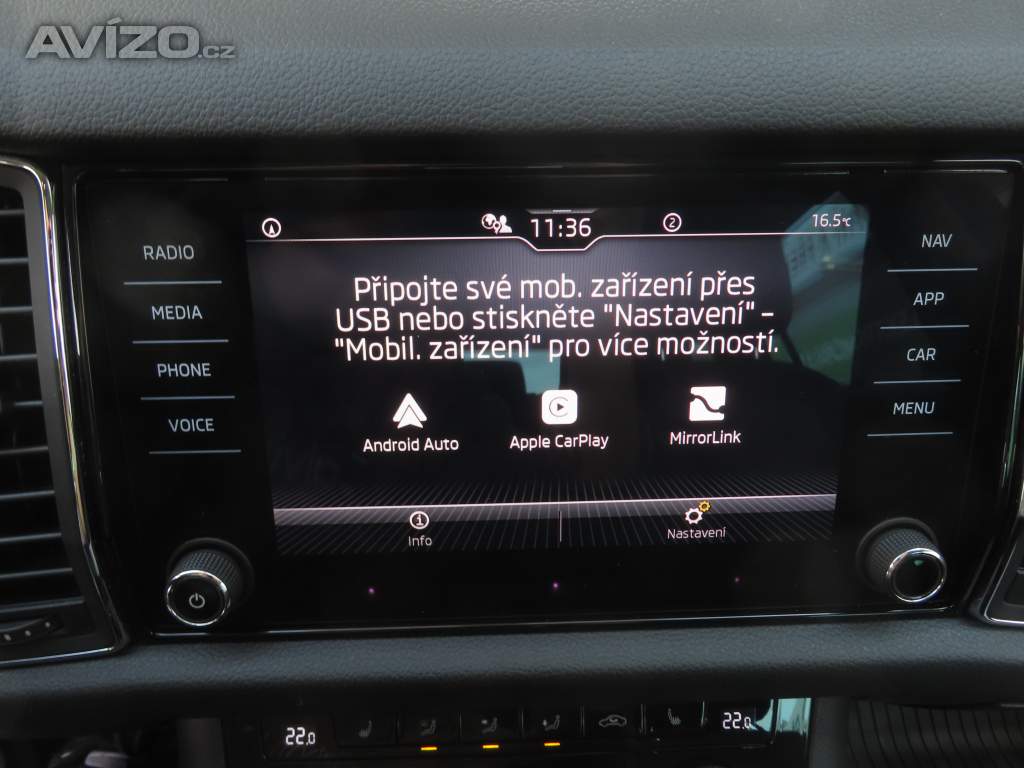 AVÍZO.cz
11:36
2
16.5°C
RADIO
MEDIA
PHONE
VOICE
Připojte své mob. zařízení přes
USB nebo stiskněte "Nastavení" –
"Mobil. zařízení" pro více možností.
Android Auto
Apple CarPlay
MirrorLink
Info
Nastavení
NAV
APP
CAR
MENU
22.0
22.0